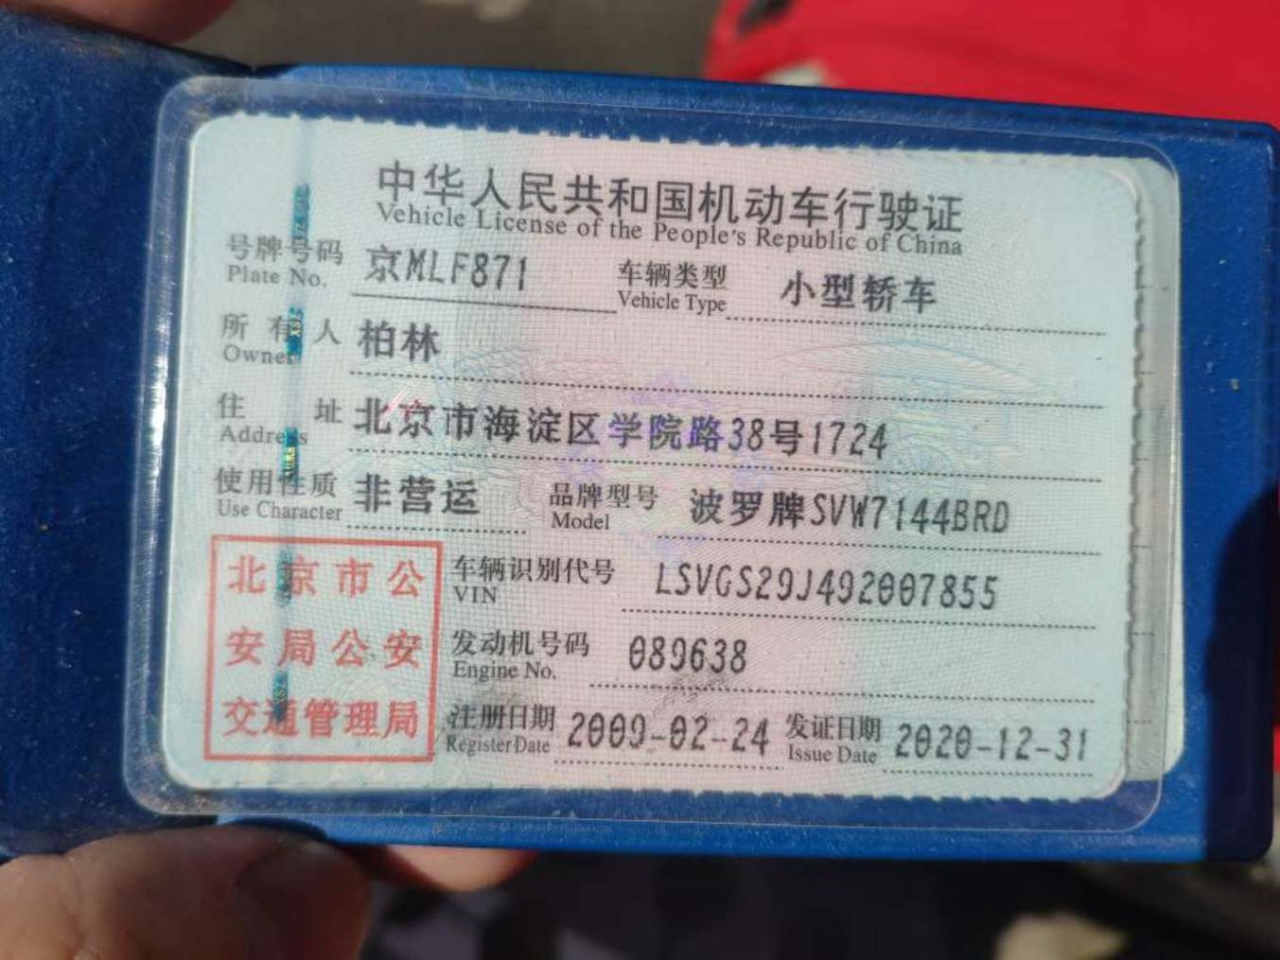 中华人民共和国机动车行驶证
Vehicle License of the People's Republic of China
号牌号码 京MLF871 车辆类型 小型轿车
Plate No. Vehicle Type
所有人 柏林
Owner
住址 北京市海淀区学院路38号1724
Address
使用性质 非营运 品牌型号 波罗牌SVW7144BRD
Use Character Model
北京市公
安局公安
交通管理局
车辆识别代号 LSVGS29J492007855
VIN
发动机号码 089638
Engine No.
注册日期 2009-02-24 发证日期 2020-12-31
Register Date Issue Date